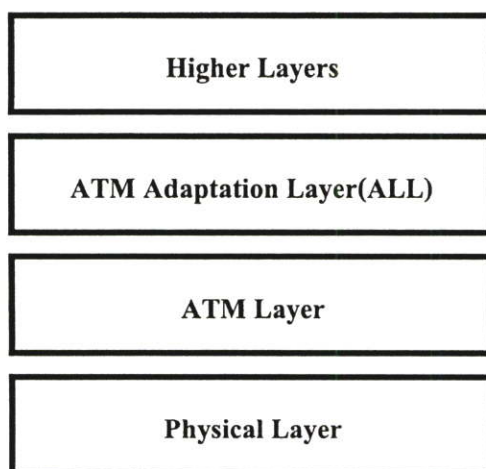 Higher Layers
ATM Adaptation Layer(ALL)
ATM Layer
Physical Layer